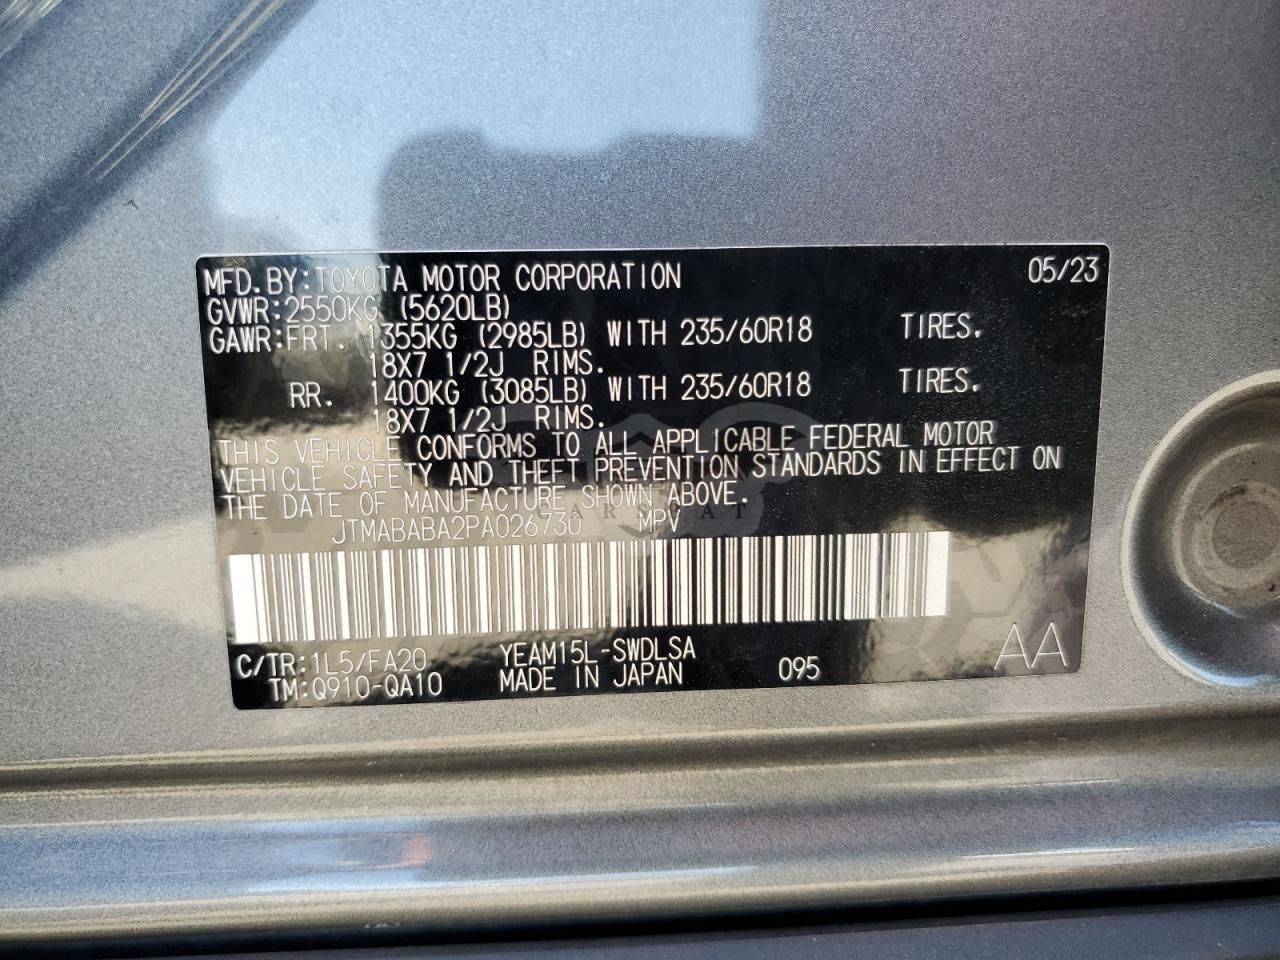 MFD.BY:TOYOTA MOTOR CORPORATION 05/23
GVWR:2550KG (5620LB)
GAWR:FRT. 1355KG (2985LB) WITH 235/60R18 TIRES.
18X7 1/2J RIMS.
RR. 1400KG (3085LB) WITH 235/60R18 TIRES.
18X7 1/2J RIMS.
THIS VEHICLE CONFORMS TO ALL APPLICABLE FEDERAL MOTOR
VEHICLE SAFETY AND THEFT PREVENTION STANDARDS IN EFFECT ON
THE DATE OF MANUFACTURE SHOWN ABOVE.
JTMABABA2PA026730 MPV
C/TR:1L5/FA20 YEAM15L-SWDLSA
TM:Q910-QA10 MADE IN JAPAN 095 AA